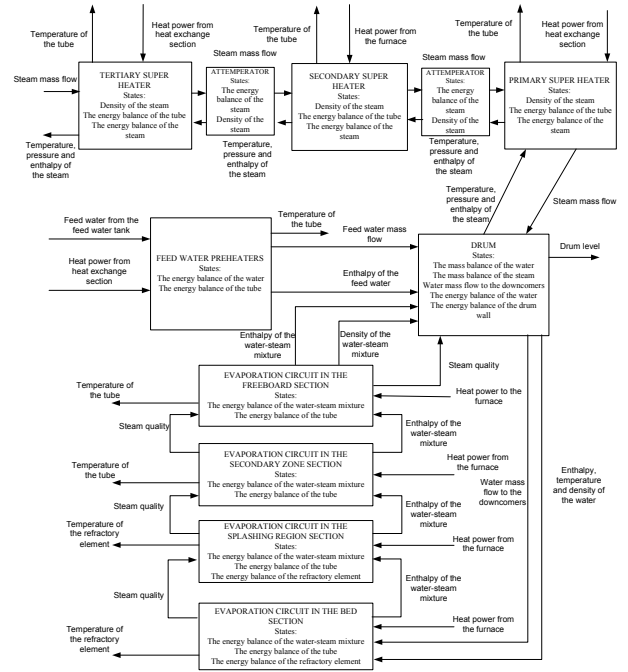 Temperature of
the tube
Heat power from
heat exchange
section
Temperature of
the tube
Heat power from
the furnace
Temperature of
the tube
Heat power from
heat exchange
section
Steam mass flow
Steam mass flow
Steam mass flow
TERTIARY SUPER
HEATER
States:
Density of the steam
The energy balance of the tube
The energy balance of the
steam
ATTEMPERATOR
States:
The energy
balance of the
steam
Density of the
steam
SECONDARY SUPER
HEATER
States:
Density of the steam
The energy balance of the tube
The energy balance of the
steam
ATTEMPERATOR
States:
The energy
balance of the
steam
Density of the
steam
PRIMARY SUPER HEATER
States:
Density of the steam
The energy balance of the tube
The energy balance of the
steam
Temperature,
pressure and
enthalpy of
the steam
Temperature,
pressure and
enthalpy of
the steam
Temperature,
pressure and
enthalpy of
the steam
Temperature,
pressure and
enthalpy of
the steam
Steam mass flow
Feed water from the
feed water tank
Heat power from
heat exchange
section
FEED WATER PREHEATERS
States:
The energy balance of the water
The energy balance of the tube
Temperature of
the tube
Feed water mass
flow
Enthalpy of the
feed water
DRUM
States:
The mass balance of the water
The mass balance of the steam
Water mass flow to the downcomers
The energy balance of the water
The energy balance of the drum
wall
Drum level
Enthalpy of the
water-steam
mixture
Density of the
water-steam
mixture
Steam quality
EVAPORATION CIRCUIT IN THE
FREEBOARD SECTION
States:
The energy balance of the water-steam mixture
The energy balance of the tube
Temperature of
the tube
Heat power to the
furnace
Steam quality
Enthalpy of the
water-steam
mixture
EVAPORATION CIRCUIT IN THE
SECONDARY ZONE SECTION
States:
The energy balance of the water-steam mixture
The energy balance of the tube
Temperature of
the tube
Heat power from
the furnace
Water mass
flow to the
downcomers
Enthalpy,
temperature
and density of
the water
Steam quality
Enthalpy of the
water-steam
mixture
EVAPORATION CIRCUIT IN THE
SPLASHING REGION SECTION
States:
The energy balance of the water-steam mixture
The energy balance of the tube
The energy balance of the refractory element
Temperature of
the refractory
element
Heat power from
the furnace
Steam quality
Enthalpy of the
water-steam
mixture
EVAPORATION CIRCUIT IN THE BED
SECTION
States:
The energy balance of the water-steam mixture
The energy balance of the tube
The energy balance of the refractory element
Temperature of
the refractory
element
Heat power from
the furnace